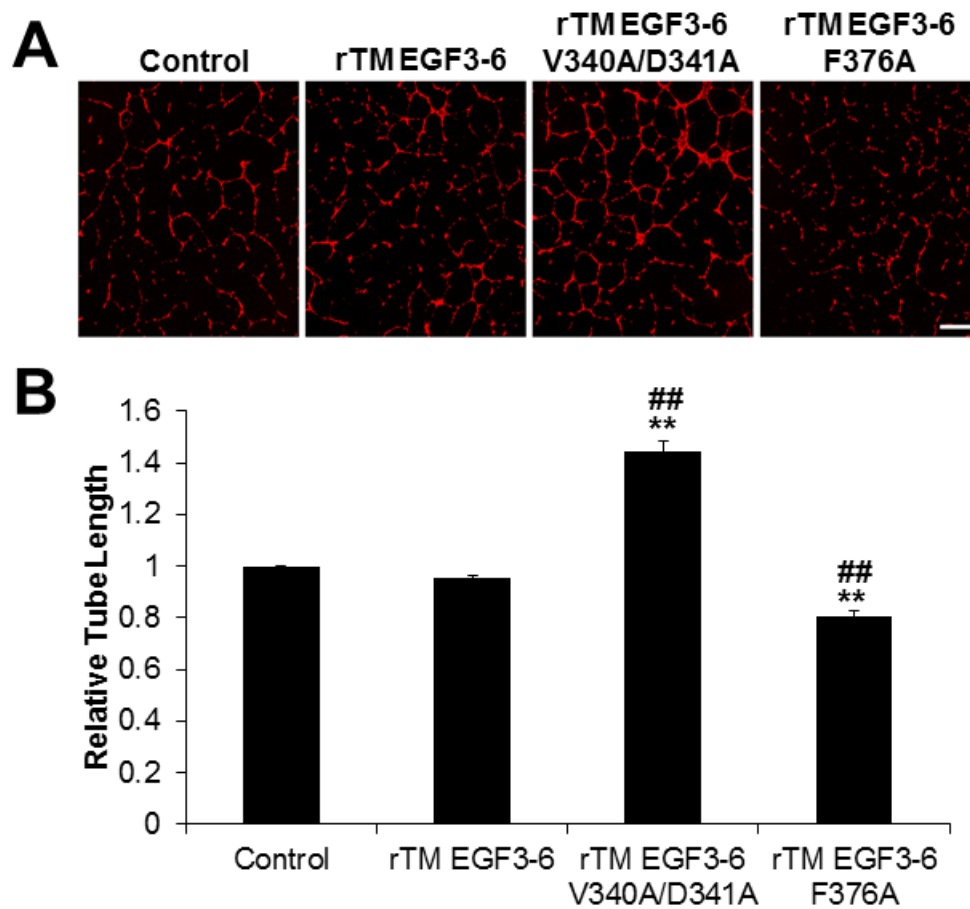 A
Control
rTM EGF3-6
rTM EGF3-6
V340A/D341A
rTM EGF3-6
F376A
B
Relative Tube Length
1.6
1.4
1.2
1
0.8
0.6
0.4
0.2
0
##
**
##
**
Control
rTM EGF3-6
rTM EGF3-6
V340A/D341A
rTM EGF3-6
F376A